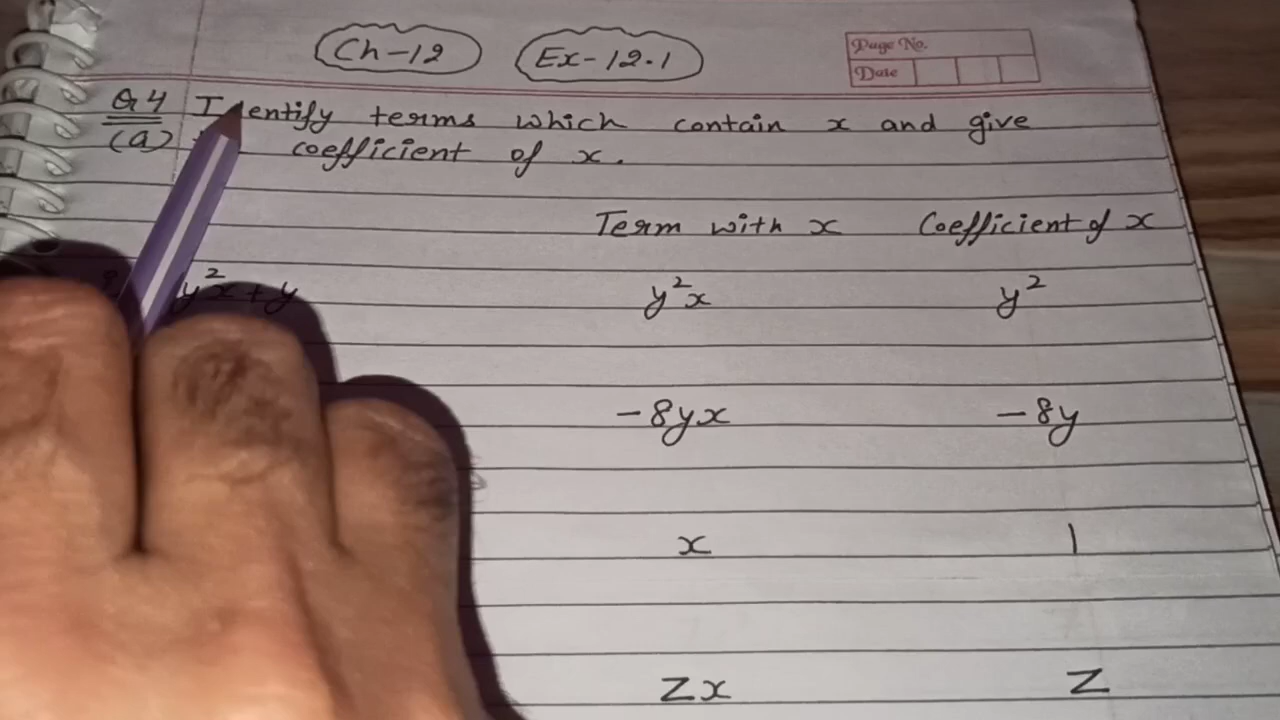 Ch-12 Ex-12.1
Page No.
Date
Q4 Identify terms which contain x and give
(a) coefficient of x.
Term with x Coefficient of x
y²x + y y²x y²
-8yx -8y
x 1
Zx Z